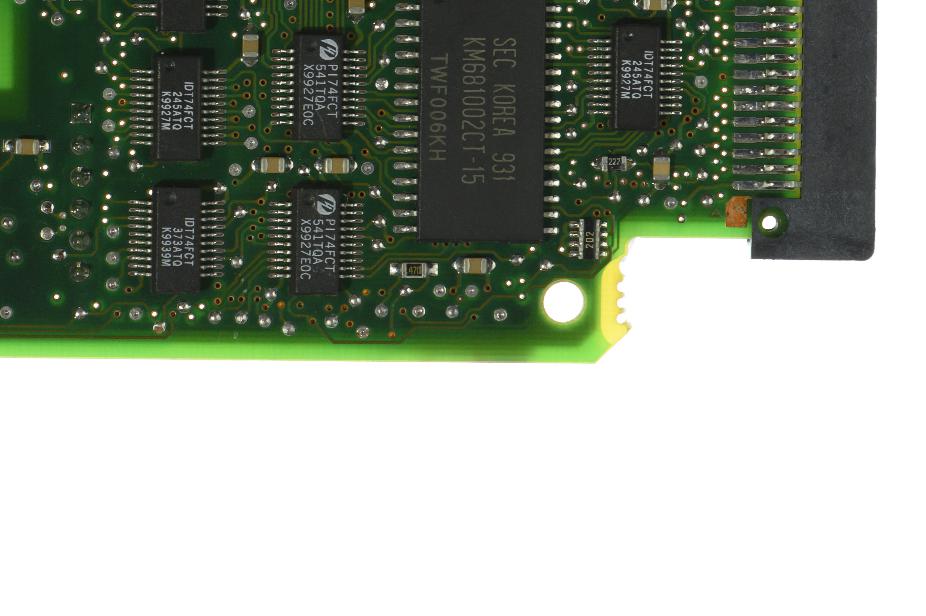 IDT74FCT
245ATQ
K9927M
PI74FCT
541TQA
X9927EOC
SEC KOREA 931
KM681002CT-15
TWF006KH
IDT74FCT
245ATQ
K9927M
227
IDT74FCT
373ATQ
K9939M
PI74FCT
541TQA
X9927EOC
470
202